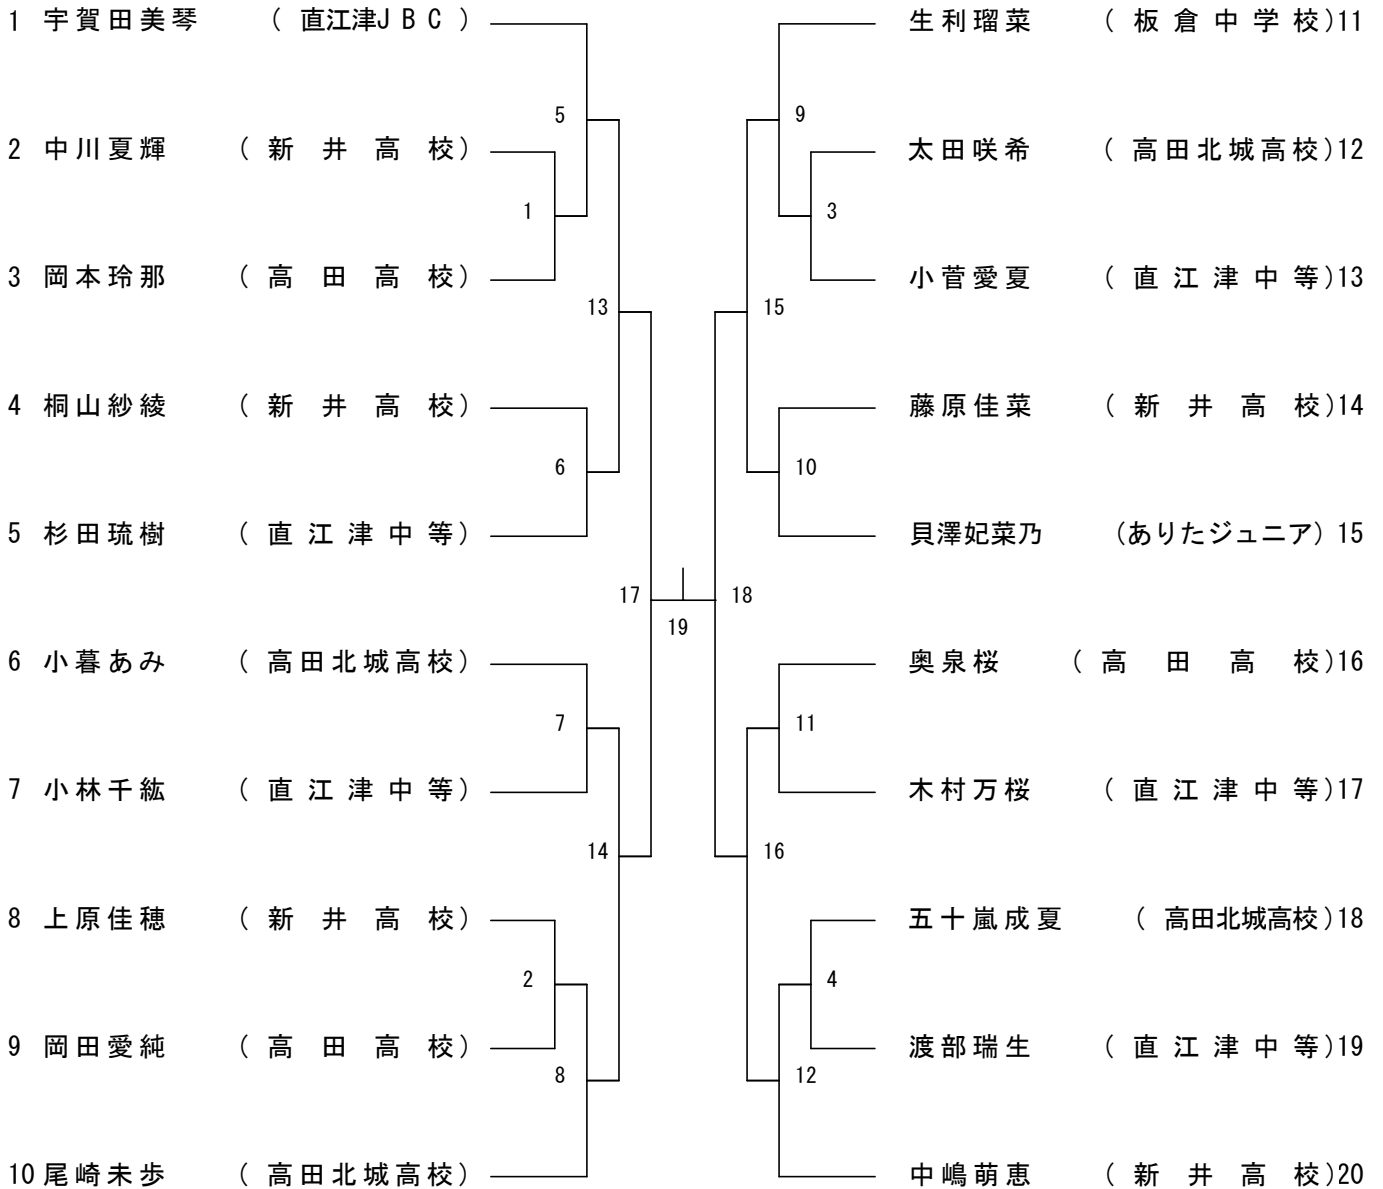 1 宇賀田美琴 (直江津JBC) 生利瑠菜 (板倉中学校)11
5 9
2 中川夏輝 (新井高校) 太田咲希 (高田北城高校)12
1 3
3 岡本玲那 (高田高校) 小菅愛夏 (直江津中等)13
13 15
4 桐山紗綾 (新井高校) 藤原佳菜 (新井高校)14
6 10
5 杉田琉樹 (直江津中等) 貝澤妃菜乃 (ありたジュニア) 15
17 18
19
6 小暮あみ (高田北城高校) 奥泉桜 (高田高校)16
7 11
7 小林千紘 (直江津中等) 木村万桜 (直江津中等)17
14 16
8 上原佳穂 (新井高校) 五十嵐成夏 (高田北城高校)18
2 4
9 岡田愛純 (高田高校) 渡部瑞生 (直江津中等)19
8 12
10 尾崎未歩 (高田北城高校) 中嶋萌恵 (新井高校)20